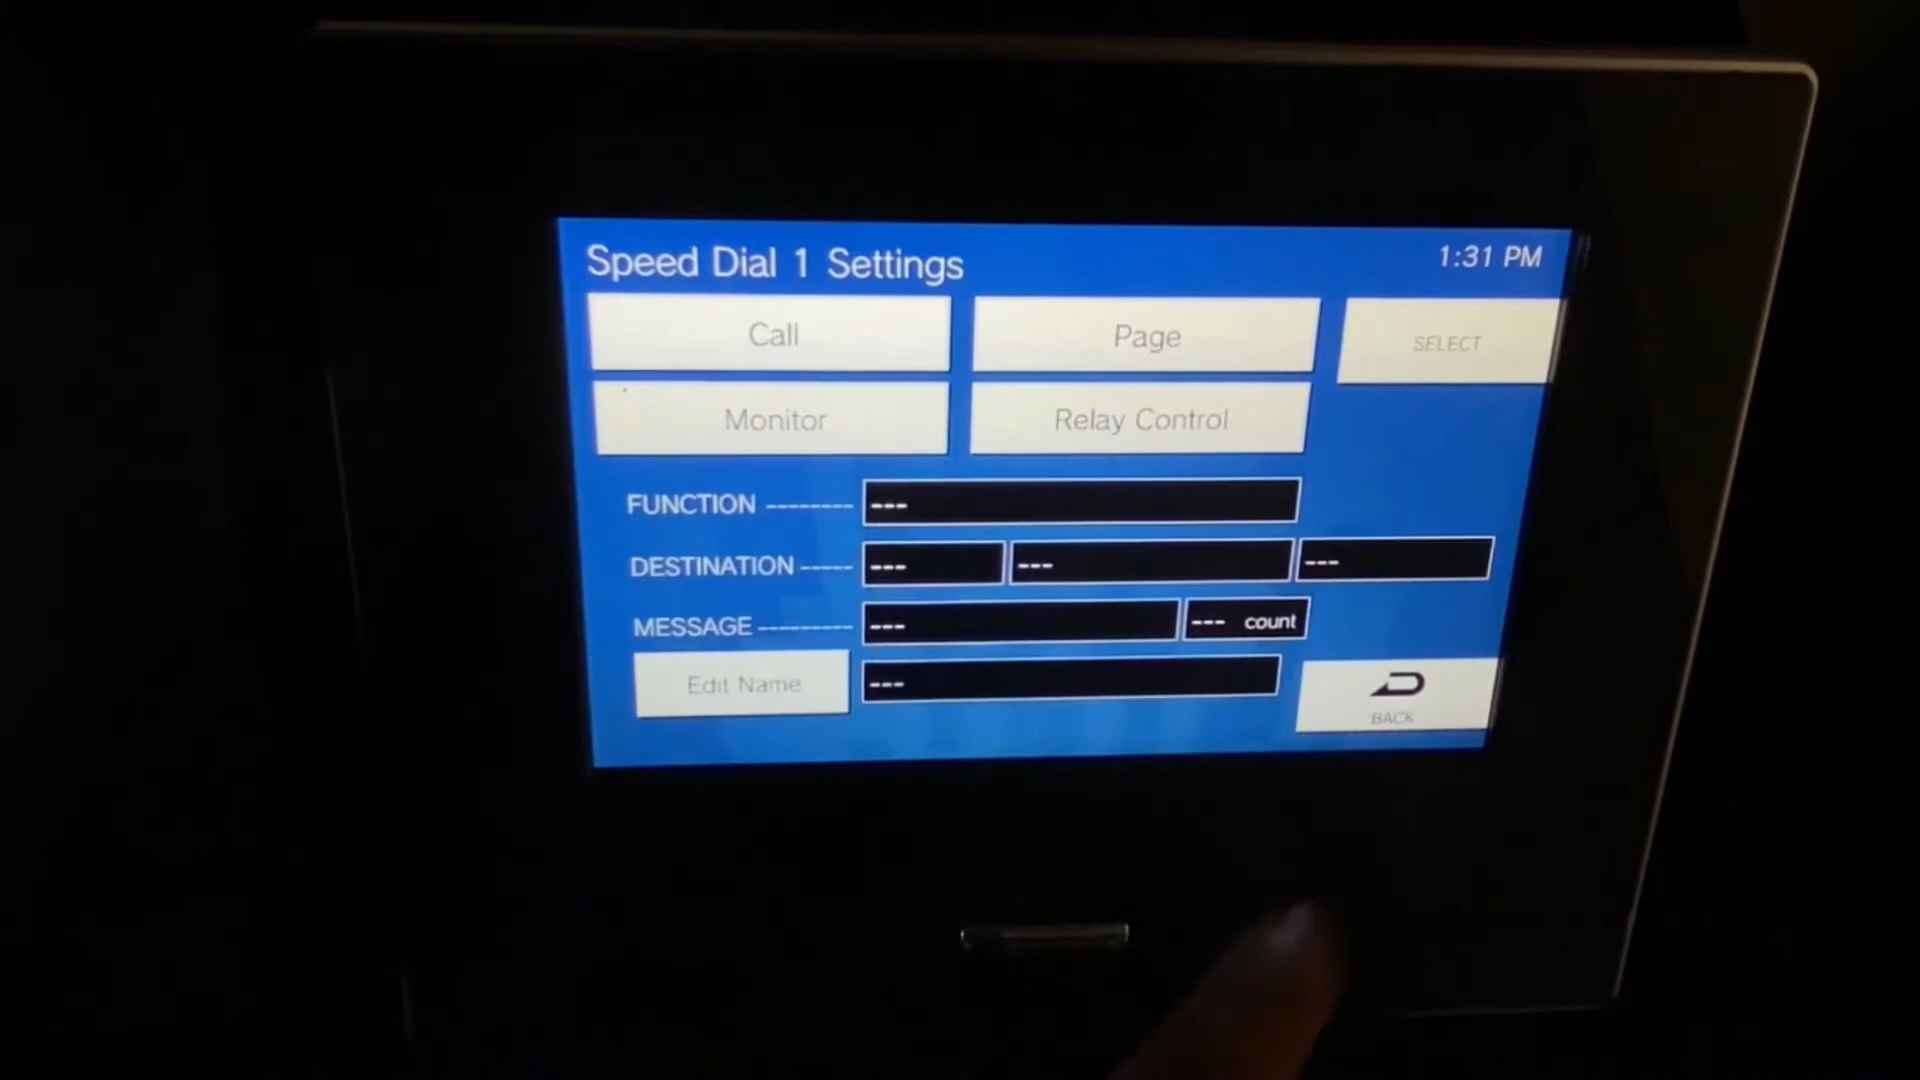 Speed Dial 1 Settings 1:31 PM
Call Page SELECT
Monitor Relay Control
FUNCTION -------- ---
DESTINATION ----- --- --- ---
MESSAGE --------- --- --- count
Edit Name ---
BACK